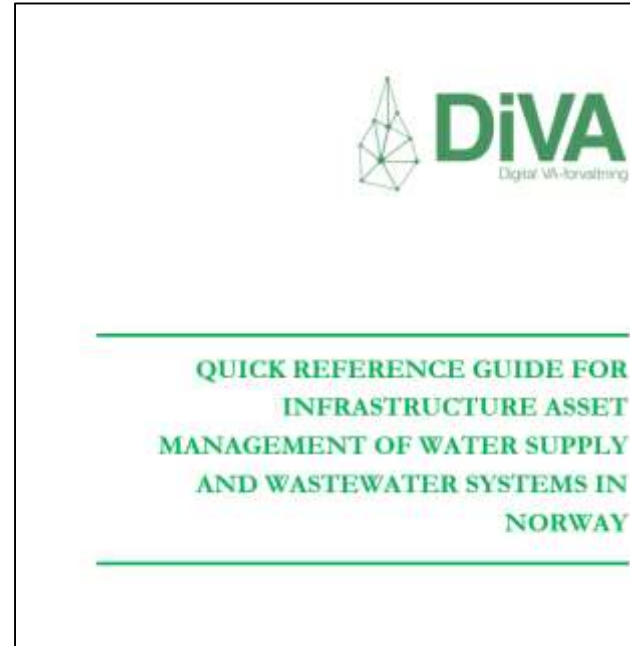 DiVA
Digital VA-forvaltning
QUICK REFERENCE GUIDE FOR
INFRASTRUCTURE ASSET
MANAGEMENT OF WATER SUPPLY
AND WASTEWATER SYSTEMS IN
NORWAY